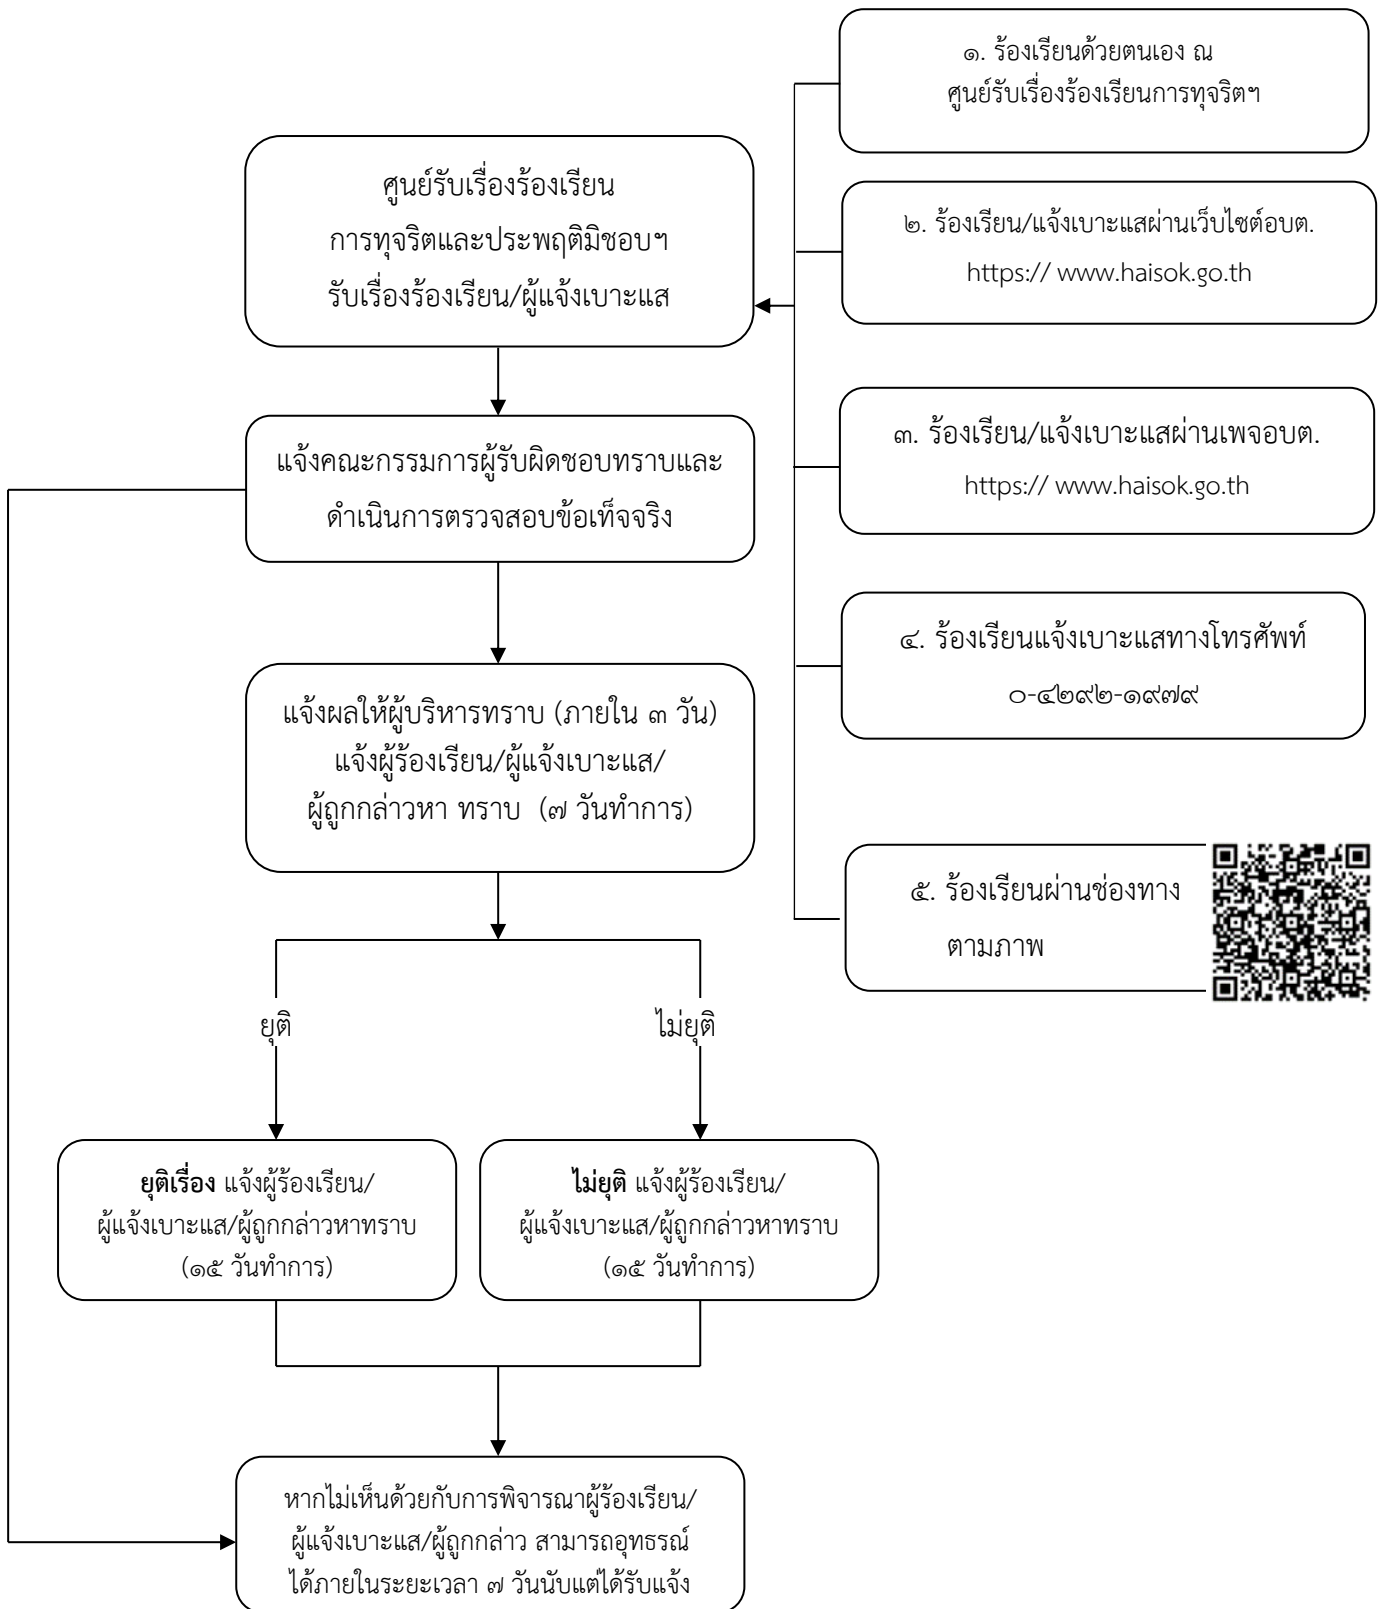 ๑. ร้องเรียนด้วยตนเอง ณ
ศูนย์รับเรื่องร้องเรียนการทุจริตฯ
ศูนย์รับเรื่องร้องเรียน
การทุจริตและประพฤติมิชอบฯ
รับเรื่องร้องเรียน/ผู้แจ้งเบาะแส
๒. ร้องเรียน/แจ้งเบาะแสผ่านเว็บไซต์อบต.
https:// www.haisok.go.th
๓. ร้องเรียน/แจ้งเบาะแสผ่านเพจอบต.
https:// www.haisok.go.th
แจ้งคณะกรรมการผู้รับผิดชอบทราบและ
ดำเนินการตรวจสอบข้อเท็จจริง
๔. ร้องเรียนแจ้งเบาะแสทางโทรศัพท์
๐-๔๒๙๒-๑๙๗๙
แจ้งผลให้ผู้บริหารทราบ (ภายใน ๓ วัน)
แจ้งผู้ร้องเรียน/ผู้แจ้งเบาะแส/
ผู้ถูกกล่าวหา ทราบ (๗ วันทำการ)
๕. ร้องเรียนผ่านช่องทาง
ตามภาพ
ยุติ
ไม่ยุติ
ยุติเรื่อง แจ้งผู้ร้องเรียน/
ผู้แจ้งเบาะแส/ผู้ถูกกล่าวหาทราบ
(๑๕ วันทำการ)
ไม่ยุติ แจ้งผู้ร้องเรียน/
ผู้แจ้งเบาะแส/ผู้ถูกกล่าวหาทราบ
(๑๕ วันทำการ)
หากไม่เห็นด้วยกับการพิจารณาผู้ร้องเรียน/
ผู้แจ้งเบาะแส/ผู้ถูกกล่าว สามารถอุทธรณ์
ได้ภายในระยะเวลา ๗ วันนับแต่ได้รับแจ้ง